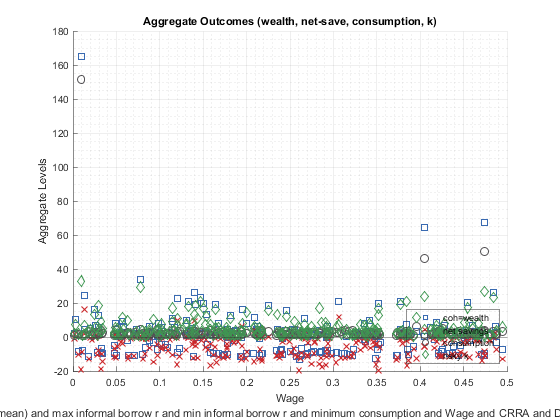 Aggregate Outcomes (wealth, net-save, consumption, k)
Aggregate Levels
180
160
140
120
100
80
60
40
20
0
-20
coh=wealth
net savings
consumption
0 0.05 0.1 0.15 0.2 0.25 0.3 0.35 0.4 0.45 0.5
Wage
mean) and max informal borrow r and min informal borrow r and minimum consumption and Wage and CRRA and